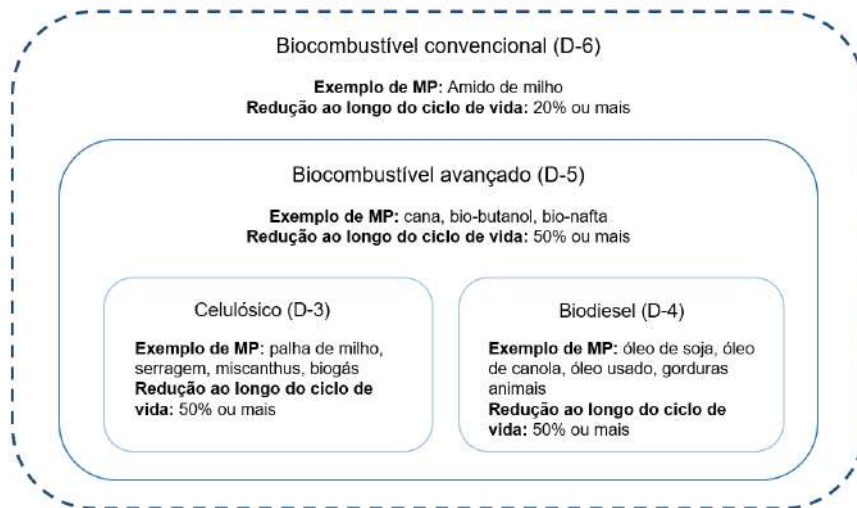 Biocombustível convencional (D-6)
Exemplo de MP: Amido de milho
Redução ao longo do ciclo de vida: 20% ou mais
Biocombustível avançado (D-5)
Exemplo de MP: cana, bio-butanol, bio-nafta
Redução ao longo do ciclo de vida: 50% ou mais
Celulósico (D-3)
Exemplo de MP: palha de milho,
serragem, miscanthus, biogás
Redução ao longo do ciclo de
vida: 50% ou mais
Biodiesel (D-4)
Exemplo de MP: óleo de soja, óleo
de canola, óleo usado, gorduras
animais
Redução ao longo do ciclo de
vida: 50% ou mais